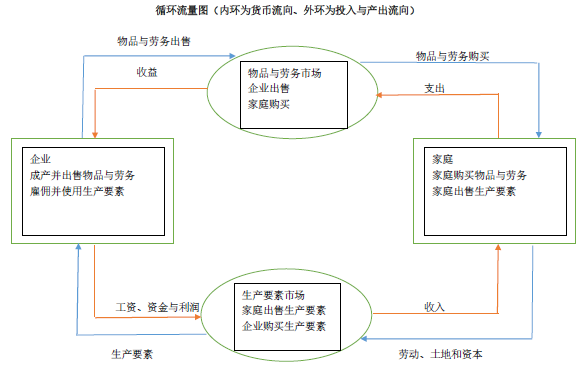 循环流量图（内环为货币流向、外环为投入与产出流向）
物品与劳务出售
物品与劳务购买
收益
支出
物品与劳务市场
企业出售
家庭购买
企业
成产并出售物品与劳务
雇佣并使用生产要素
家庭
家庭购买物品与劳务
家庭出售生产要素
工资、资金与利润
收入
生产要素市场
家庭出售生产要素
企业购买生产要素
生产要素
劳动、土地和资本